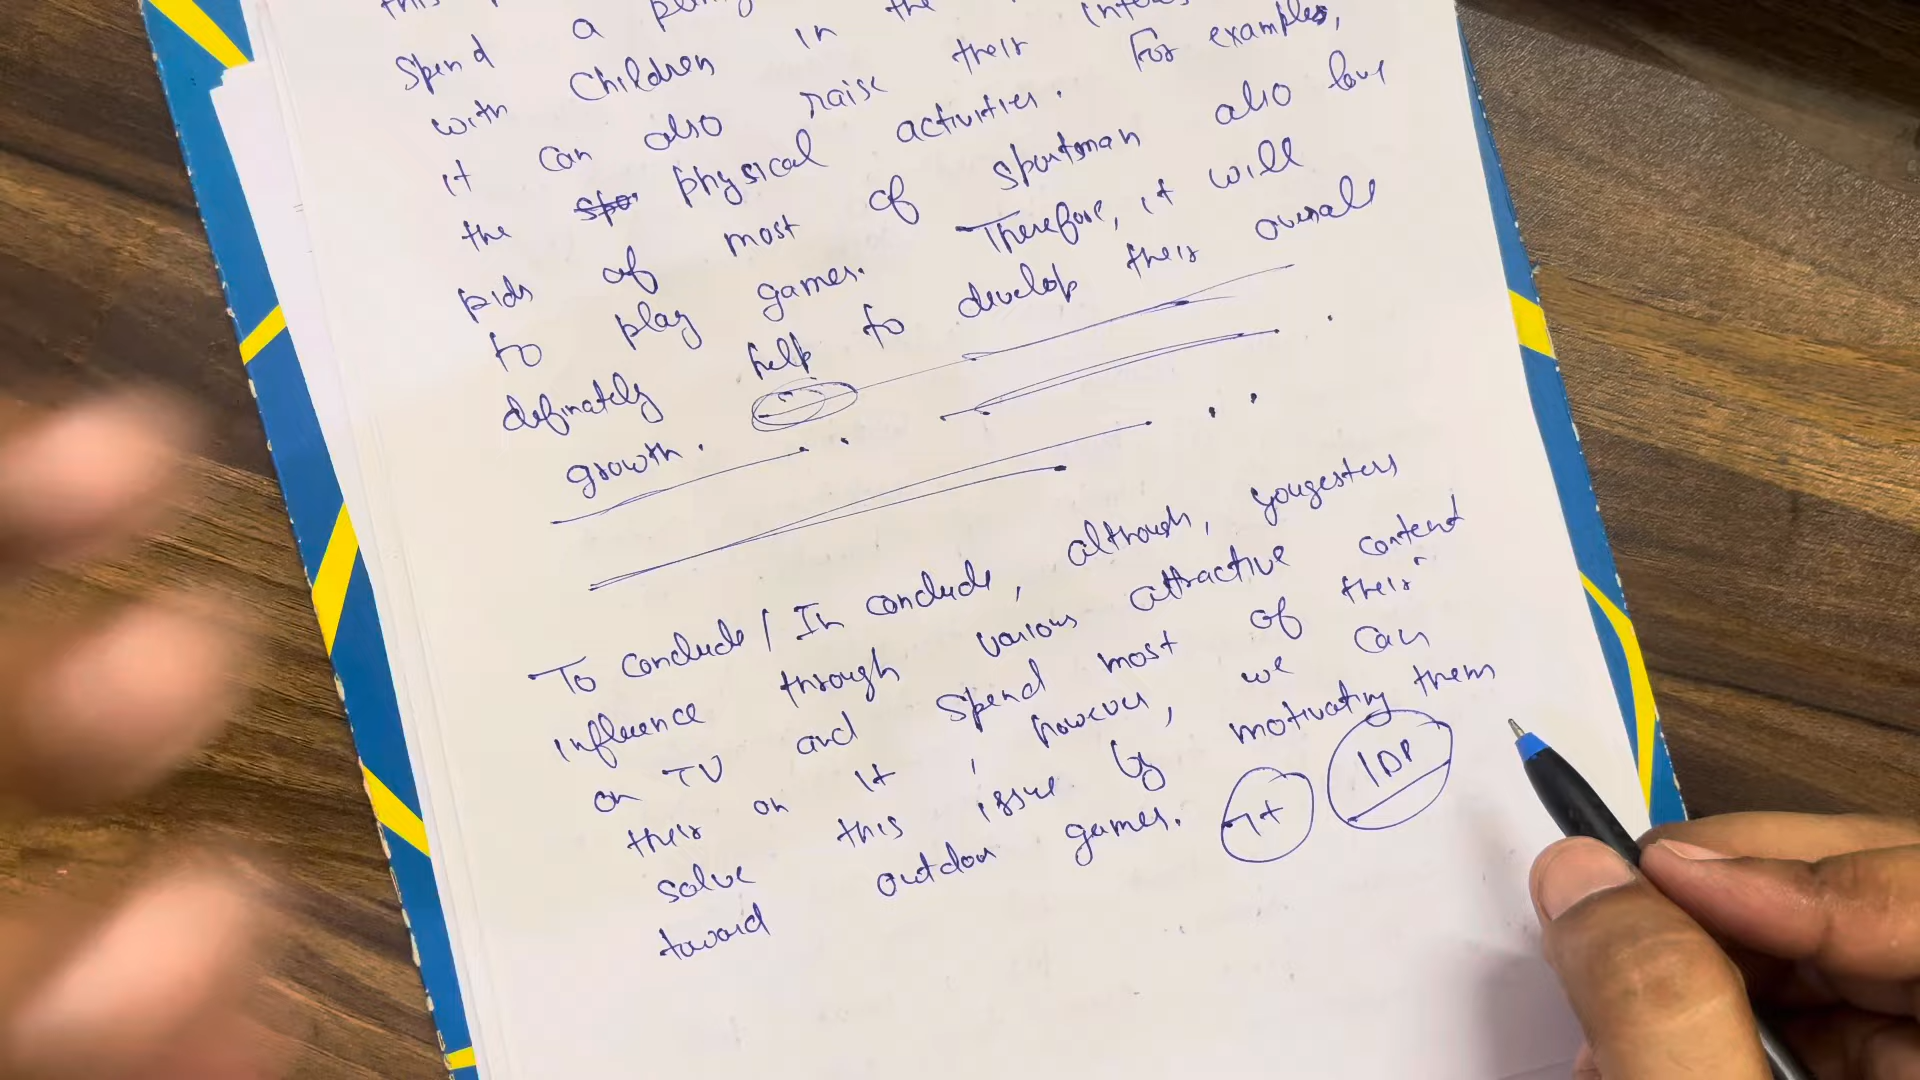 Spend a
with Children in the
it can also raise their
the physical activities. For examples,
kids of most of sportsman also love
to play games. Therefore, it will
definately help to develop their overall
growth.
To conclude / In conclude, although, yougesters
influence through various attractive content
on TV and spend most of their
their on it, however, we can
solve this issue by motivating them
toward outdoor games. 7+ IDP